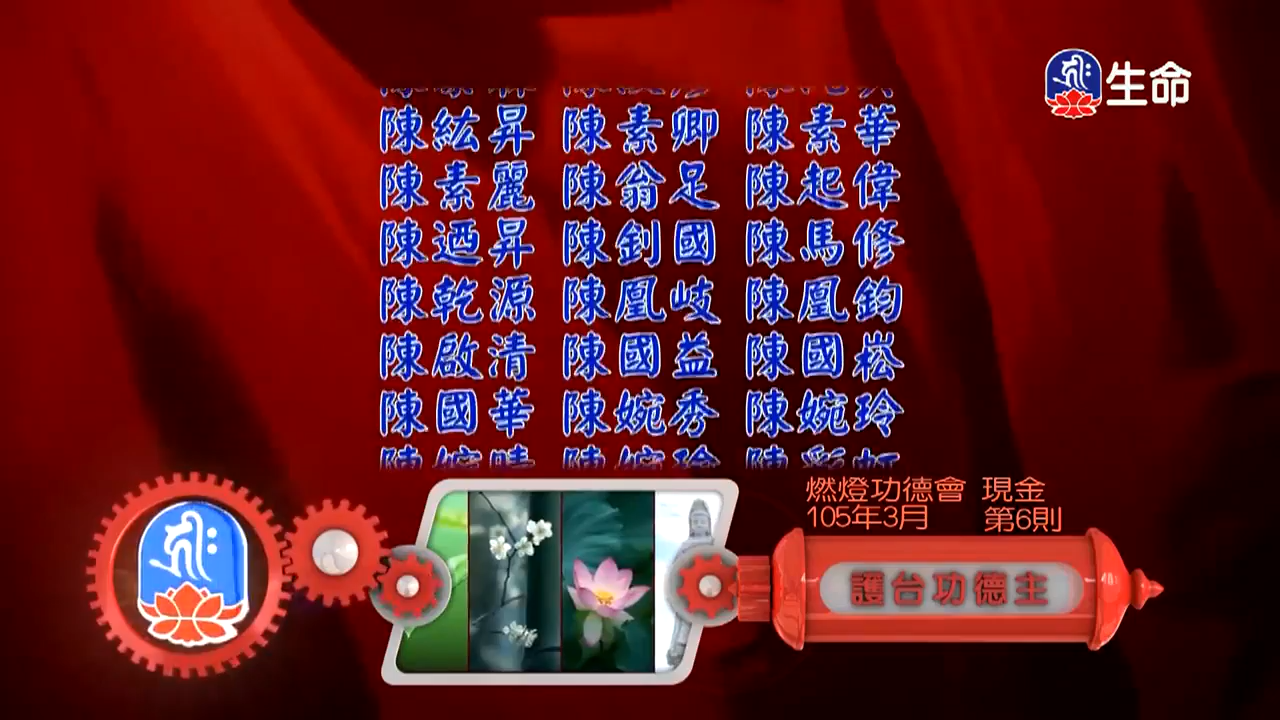 生命
陳紘昇 陳素卿 陳素華
陳素麗 陳翁足 陳起偉
陳迺昇 陳釗國 陳馬修
陳乾源 陳凰岐 陳凰鈞
陳啟清 陳國益 陳國崧
陳國華 陳婉秀 陳婉玲
燃燈功德會 現金
105年3月 第6則
護台功德主